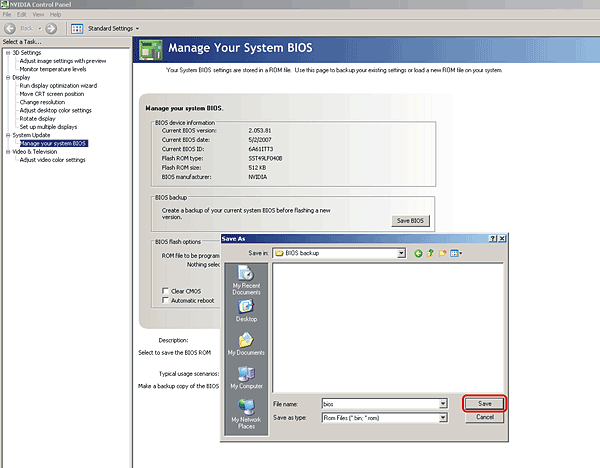 NVIDIA Control Panel
File Edit View Help
Back
Standard Settings
Select a Task...
3D Settings
Adjust image settings with preview
Monitor temperature levels
Display
Run display optimization wizard
Move CRT screen position
Change resolution
Adjust desktop color settings
Rotate display
Set up multiple displays
System Update
Manage your system BIOS
Video & Television
Adjust video color settings
Manage Your System BIOS
Your System BIOS settings are stored in a ROM file. Use this page to backup your existing settings or load a new ROM file on your system.
Manage your system BIOS.
BIOS device information
Current BIOS version: 2.053.81
Current BIOS date: 5/2/2007
Current BIOS ID: 6A61ITT3
Flash ROM type: SST49LF040B
Flash ROM size: 512 KB
BIOS manufacturer: NVIDIA
BIOS backup
Create a backup of your current system BIOS before flashing a new
version.
Save BIOS
BIOS flash options
ROM file to be program
Nothing selec
Clear CMOS
Automatic reboot
Description:
Select to save the BIOS ROM
Typical usage scenarios:
Make a backup copy of the BIOS
Save As
Save in: BIOS backup
My Recent
Documents
Desktop
My Documents
My Computer
My Network
Places
File name: bios
Save
Save as type: Rom Files (*.bin; *.rom)
Cancel